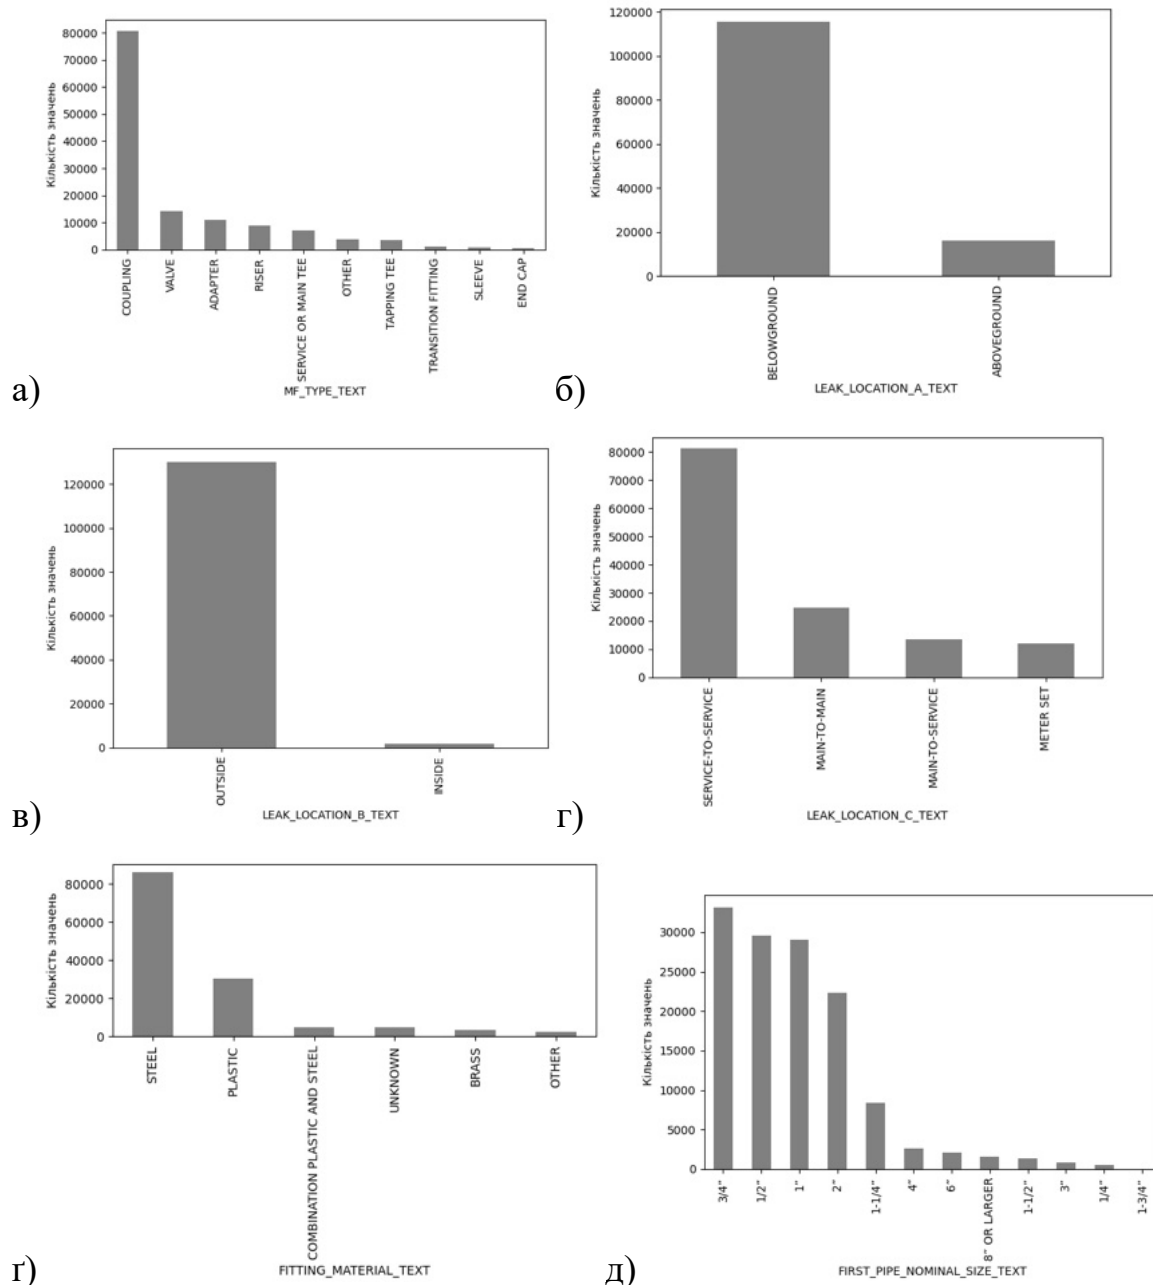 80000
70000
60000
50000
40000
30000
20000
10000
0
Кількість значень
COUPLING
VALVE
ADAPTER
RISER
SERVICE OR MAIN TEE
OTHER
TAPPING TEE
TRANSITION FITTING
SLEEVE
END CAP
MF_TYPE_TEXT
а)
120000
100000
80000
60000
40000
20000
0
Кількість значень
BELOWGROUND
ABOVEGROUND
LEAK_LOCATION_A_TEXT
б)
120000
100000
80000
60000
40000
20000
0
Кількість значень
OUTSIDE
INSIDE
LEAK_LOCATION_B_TEXT
в)
80000
70000
60000
50000
40000
30000
20000
10000
0
Кількість значень
SERVICE-TO-SERVICE
MAIN-TO-MAIN
MAIN-TO-SERVICE
METER SET
LEAK_LOCATION_C_TEXT
г)
80000
60000
40000
20000
0
Кількість значень
STEEL
PLASTIC
COMBINATION PLASTIC AND STEEL
UNKNOWN
BRASS
OTHER
FITTING_MATERIAL_TEXT
ґ)
30000
25000
20000
15000
10000
5000
0
Кількість значень
3/4"
1/2"
1"
2"
1-1/4"
4"
6"
8" OR LARGER
1-1/2"
3"
1/4"
1-3/4"
FIRST_PIPE_NOMINAL_SIZE_TEXT
д)